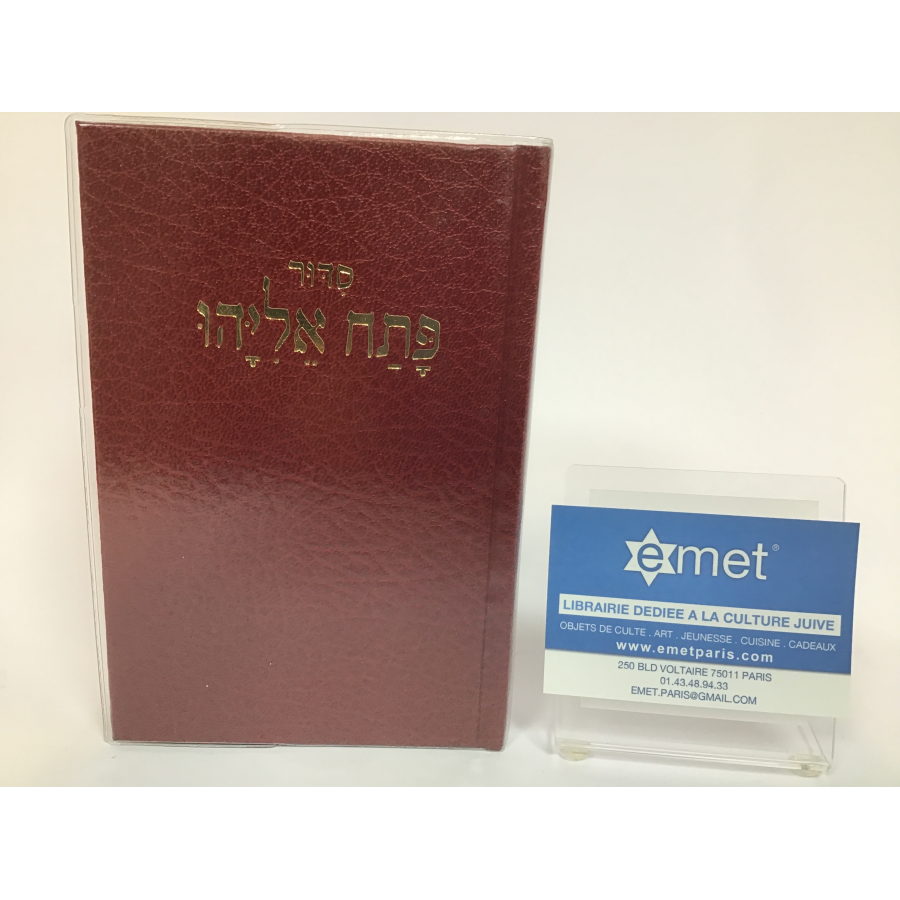 סִדּוּר
פָּתַח אֵלִיָּהוּ
emet®
LIBRAIRIE DEDIEE A LA CULTURE JUIVE
OBJETS DE CULTE . ART . JEUNESSE . CUISINE . CADEAUX
www.emetparis.com
250 BLD VOLTAIRE 75011 PARIS
01.43.48.94.33
EMET.PARIS@GMAIL.COM